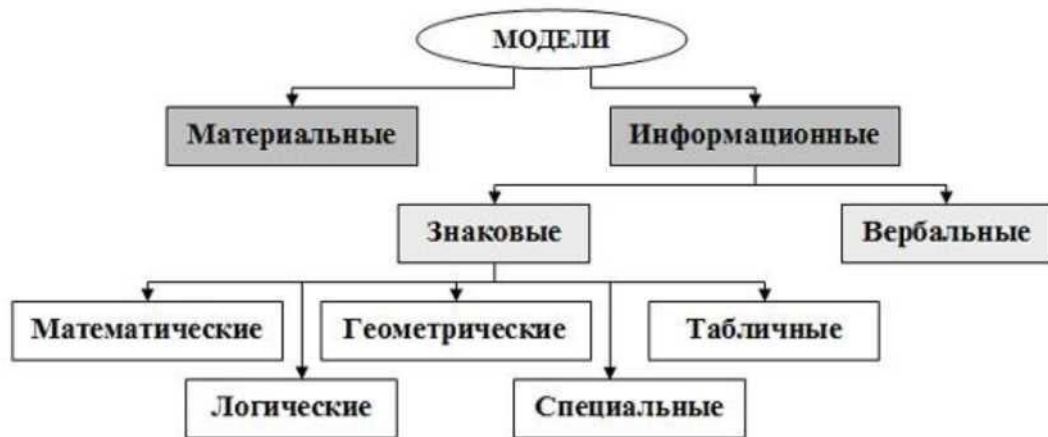 МОДЕЛИ
Материальные
Информационные
Знаковые
Вербальные
Математические
Геометрические
Табличные
Логические
Специальные